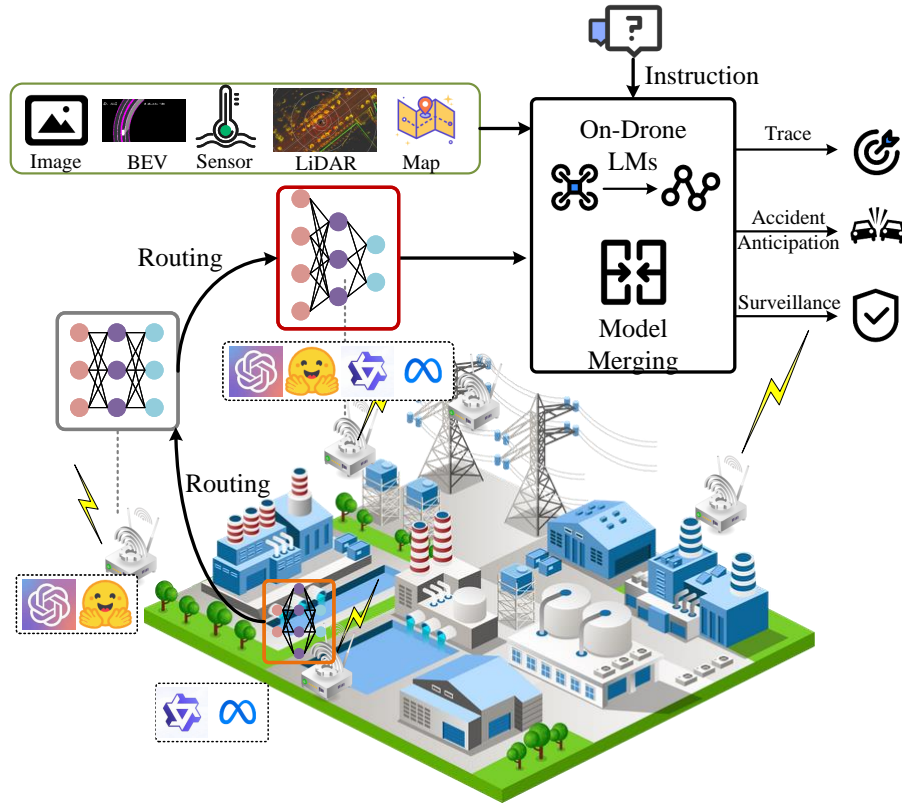 ?
Instruction
Image
BEV
Sensor
LiDAR
Map
On-Drone
LMs
Model
Merging
Trace
Accident
Anticipation
Surveillance
Routing
Routing